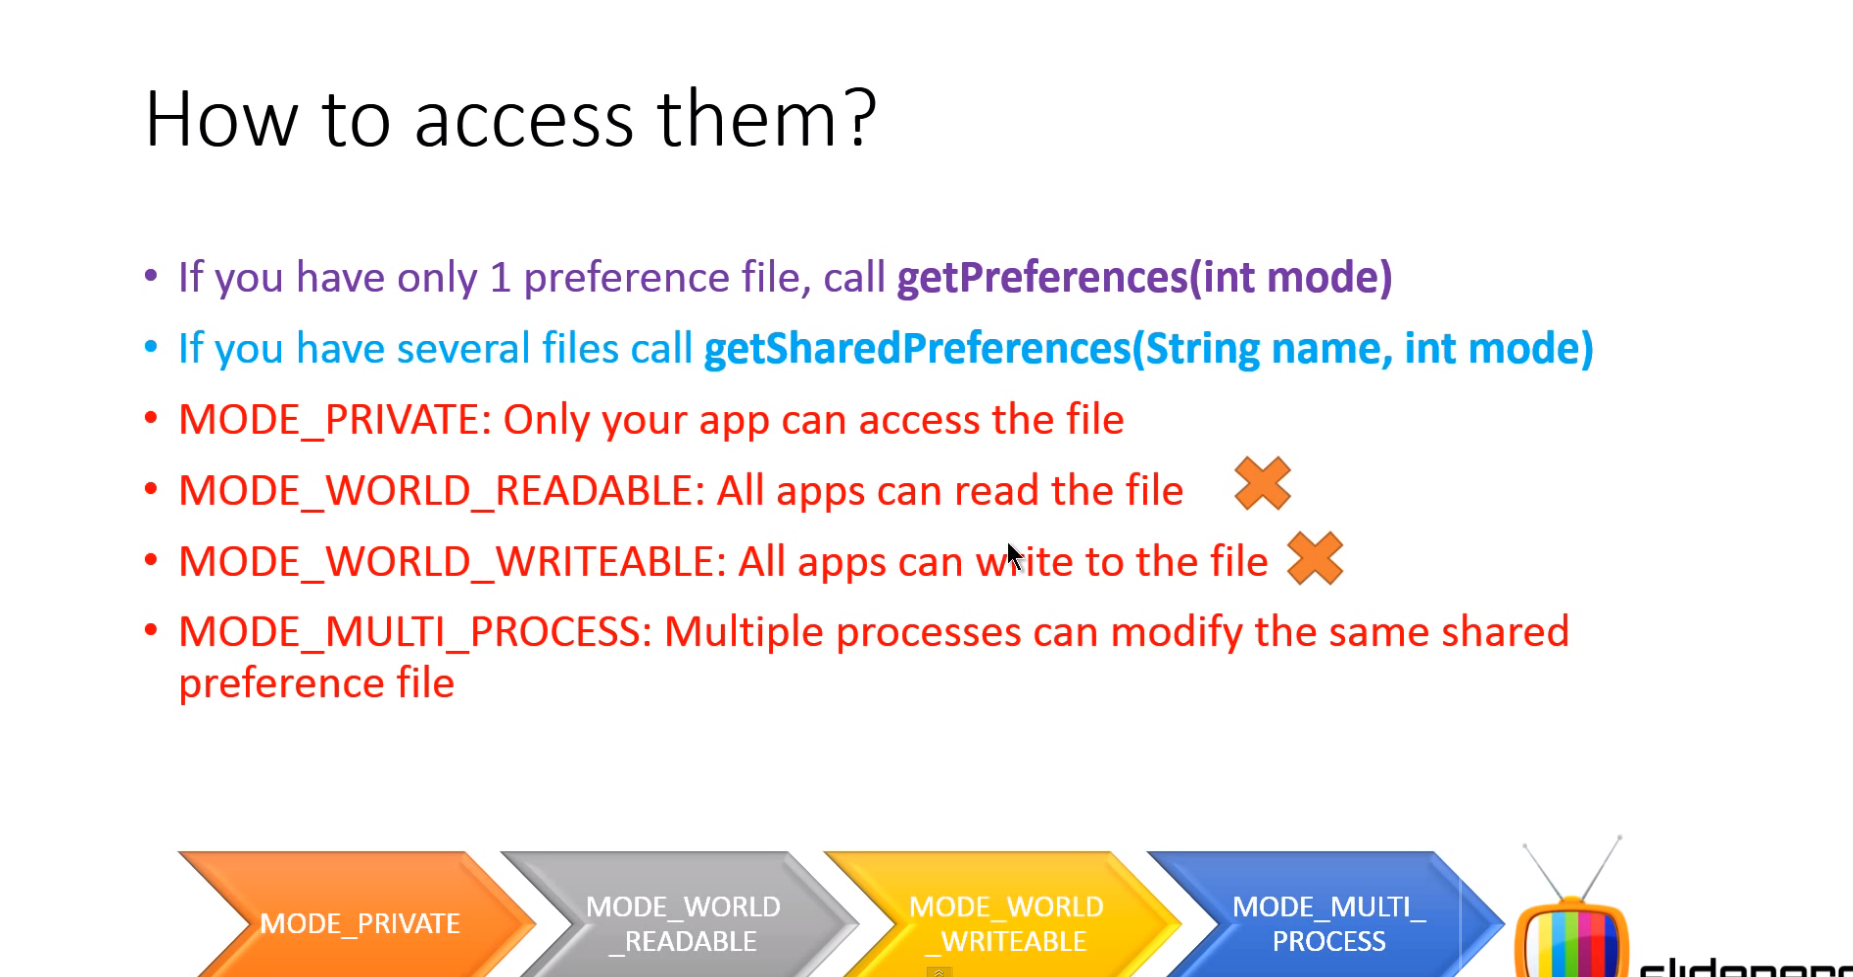 How to access them?
• If you have only 1 preference file, call getPreferences(int mode)
• If you have several files call getSharedPreferences(String name, int mode)
• MODE_PRIVATE: Only your app can access the file
• MODE_WORLD_READABLE: All apps can read the file
• MODE_WORLD_WRITEABLE: All apps can write to the file
• MODE_MULTI_PROCESS: Multiple processes can modify the same shared
preference file
MODE_PRIVATE
MODE_WORLD
_READABLE
MODE_WORLD
_WRITEABLE
MODE_MULTI_
PROCESS